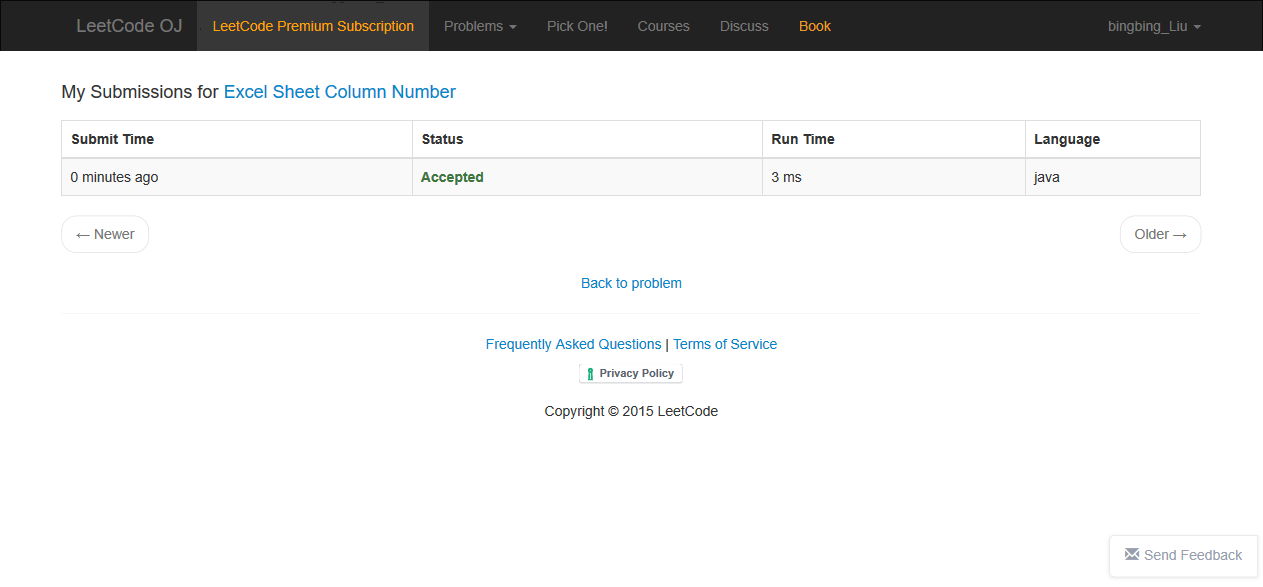 LeetCode OJ LeetCode Premium Subscription Problems Pick One! Courses Discuss Book bingbing_Liu
My Submissions for Excel Sheet Column Number
Submit Time Status Run Time Language
0 minutes ago Accepted 3 ms java
← Newer Older →
Back to problem
Frequently Asked Questions | Terms of Service
Privacy Policy
Copyright © 2015 LeetCode
Send Feedback